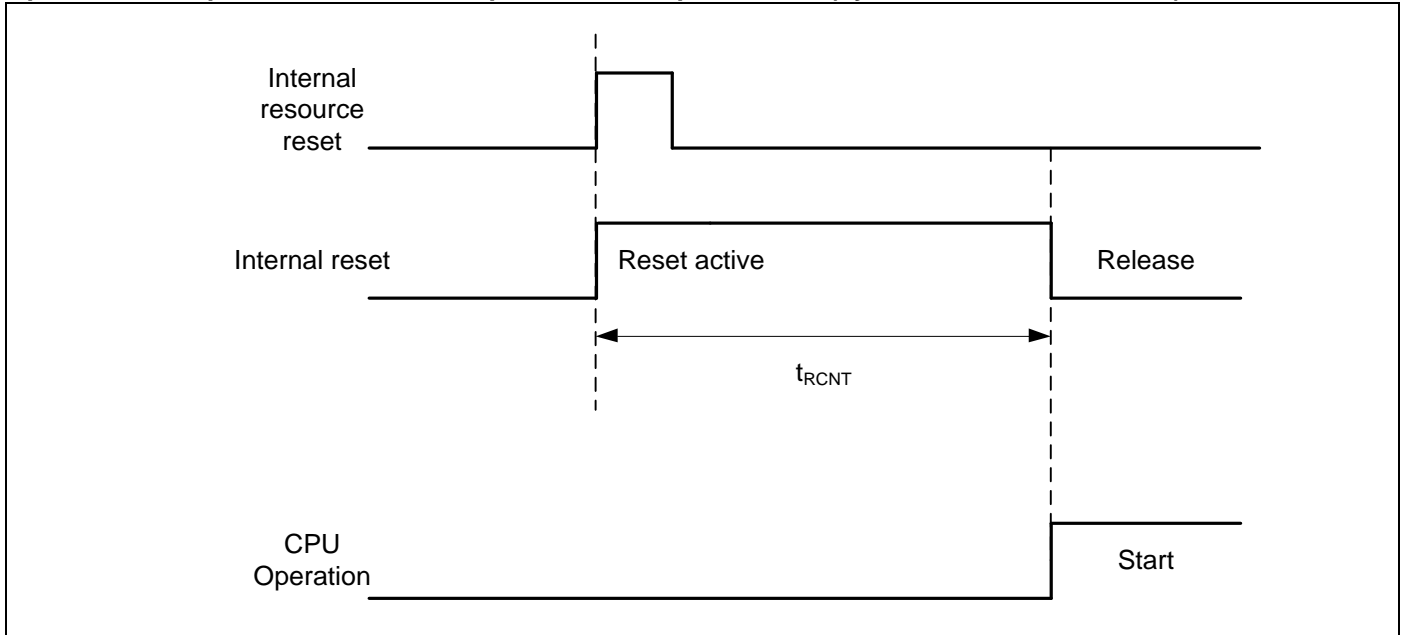 Internal
resource
reset
Internal reset
Reset active
Release
tRCNT
CPU
Operation
Start